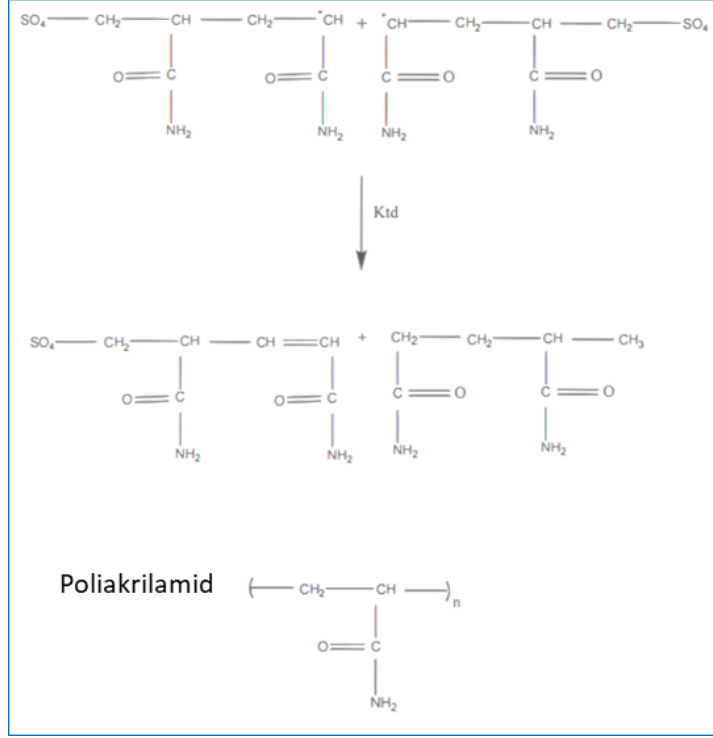 SO₄ CH₂ CH CH₂ ˙CH + ˙CH CH₂ CH CH₂ SO₄
O C O C C O C O
NH₂ NH₂ NH₂ NH₂
Ktd
SO₄ CH₂ CH CH CH + CH₂ CH₂ CH CH₃
O C O C C O C O
NH₂ NH₂ NH₂ NH₂
Poliakrilamid ( CH₂ CH )n
O C
NH₂